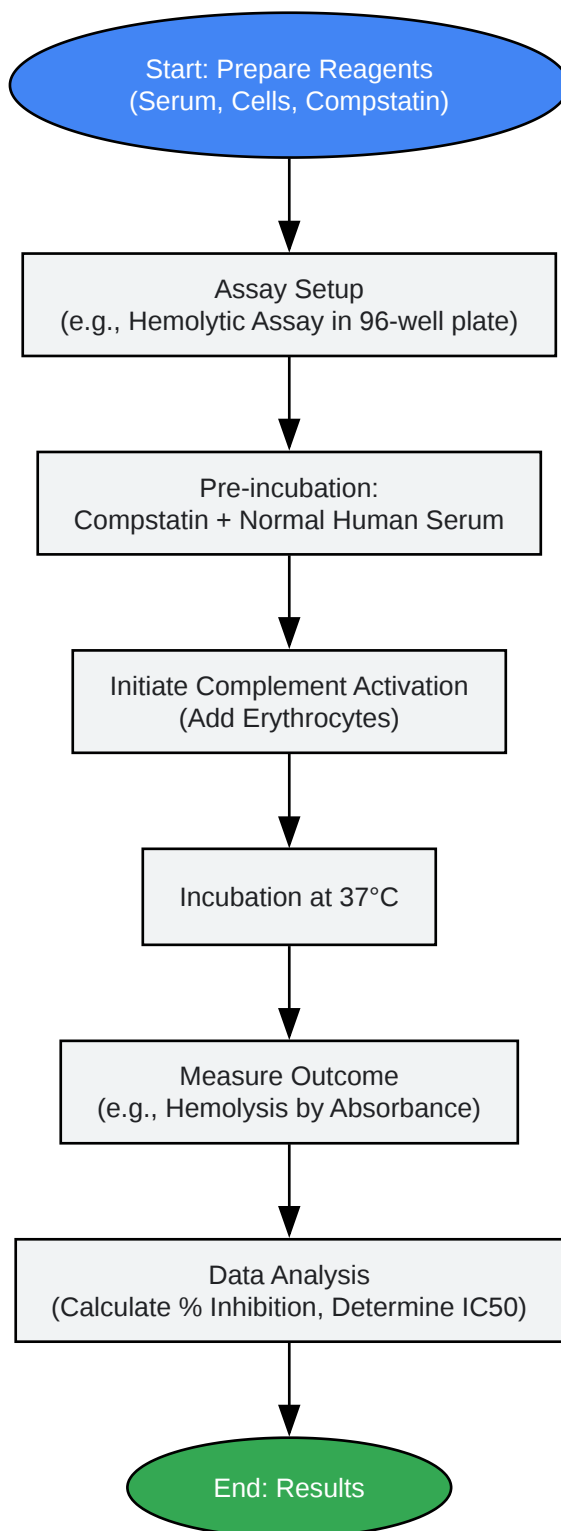 Start: Prepare Reagents
(Serum, Cells, Compstatin)
Assay Setup
(e.g., Hemolytic Assay in 96-well plate)
Pre-incubation:
Compstatin + Normal Human Serum
Initiate Complement Activation
(Add Erythrocytes)
Incubation at 37°C
Measure Outcome
(e.g., Hemolysis by Absorbance)
Data Analysis
(Calculate % Inhibition, Determine IC50)
End: Results